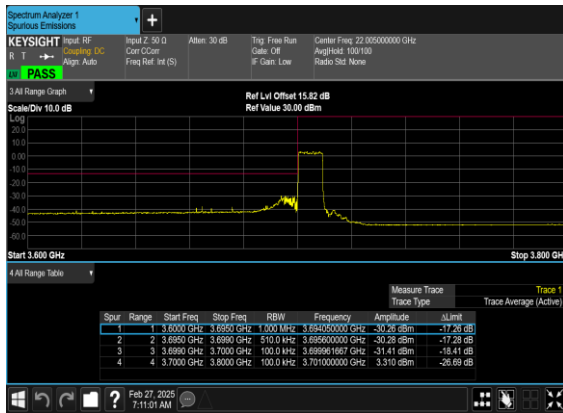 Spectrum Analyzer 1
Spurious Emissions
KEYSIGHT Input: RF Input Z: 50 Ω Atten: 30 dB Trig: Free Run Center Freq: 22.005000000 GHz
R T Coupling: DC Corr CCorr Gate: Off Avg|Hold: 100/100
Align: Auto Freq Ref: Int (S) IF Gain: Low Radio Std: None
PASS
3 All Range Graph
Ref Lvl Offset 15.82 dB
Scale/Div 10.0 dB Ref Value 30.00 dBm
Log
20.0
10.0
0.00
-10.0
-20.0
-30.0
-40.0
-50.0
-60.0
Start 3.600 GHz Stop 3.800 GH
4 All Range Table
Measure Trace Trace 1
Trace Type Trace Average (Active)
Spur Range Start Freq Stop Freq RBW Frequency Amplitude ΔLimit
1 1 3.6000 GHz 3.6950 GHz 1.000 MHz 3.694050000 GHz -30.26 dBm -17.26 dB
2 2 3.6950 GHz 3.6990 GHz 510.0 kHz 3.695600000 GHz -30.28 dBm -17.28 dB
3 3 3.6990 GHz 3.7000 GHz 100.0 kHz 3.699961667 GHz -31.41 dBm -18.41 dB
4 4 3.7000 GHz 3.8000 GHz 100.0 kHz 3.701000000 GHz 3.310 dBm -26.69 dB
? Feb 27, 2025
7:11:01 AM